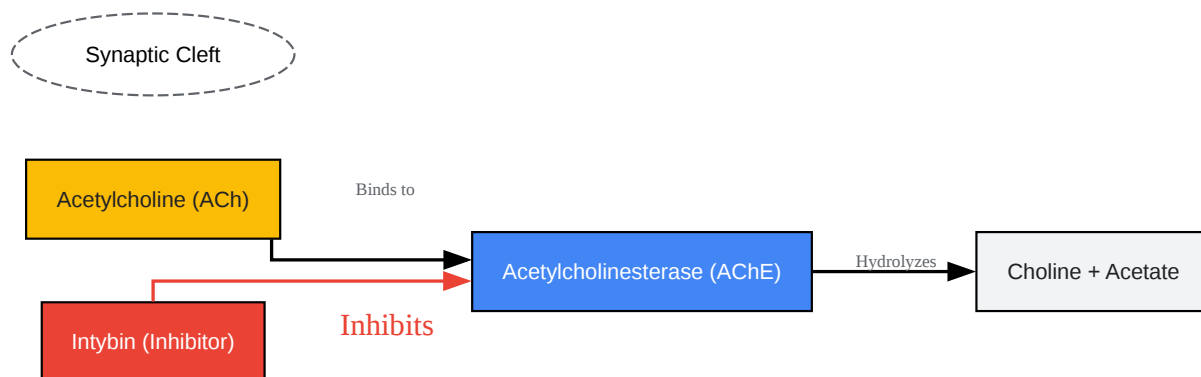 Synaptic Cleft
Acetylcholine (ACh)
Binds to
Acetylcholinesterase (AChE)
Hydrolyzes
Choline + Acetate
Inhibits
Intybin (Inhibitor)